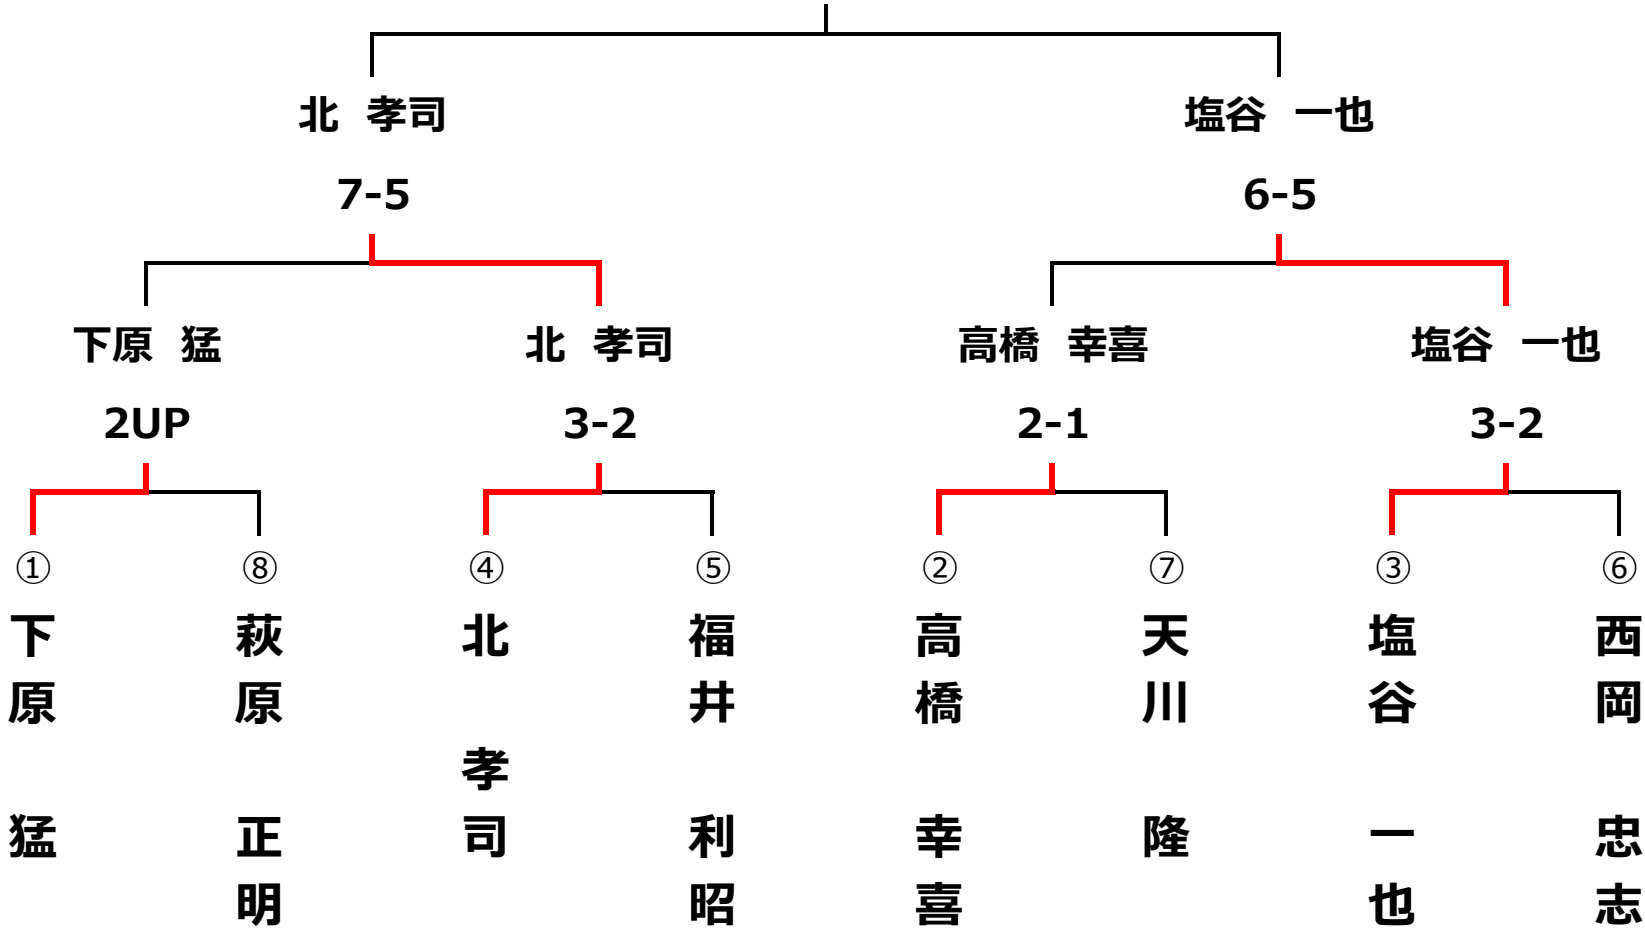 北 孝司
塩谷 一也
7-5
6-5
下原 猛
北 孝司
高橋 幸喜
塩谷 一也
2UP
3-2
2-1
3-2
①
⑧
④
⑤
②
⑦
③
⑥
下原 猛
萩原 正明
北 孝司
福井 利昭
高橋 幸喜
天川 隆
塩谷 一也
西岡 忠志